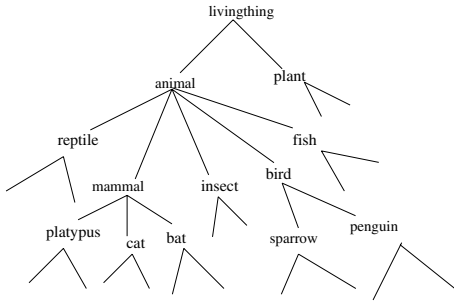 livingthing
animal
plant
reptile
fish
mammal
insect
bird
platypus
cat
bat
sparrow
penguin